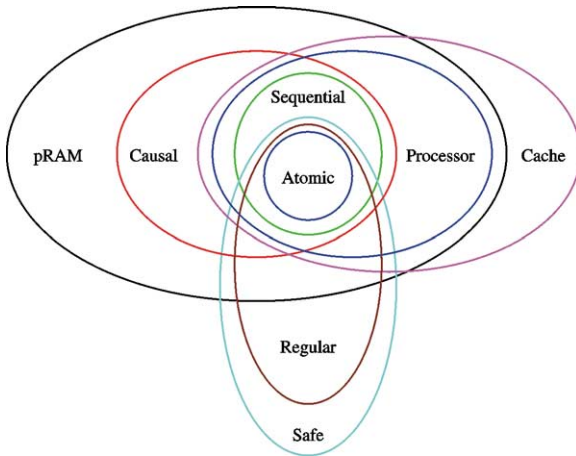 Sequential
pRAM Causal Processor Cache
Atomic
Regular
Safe